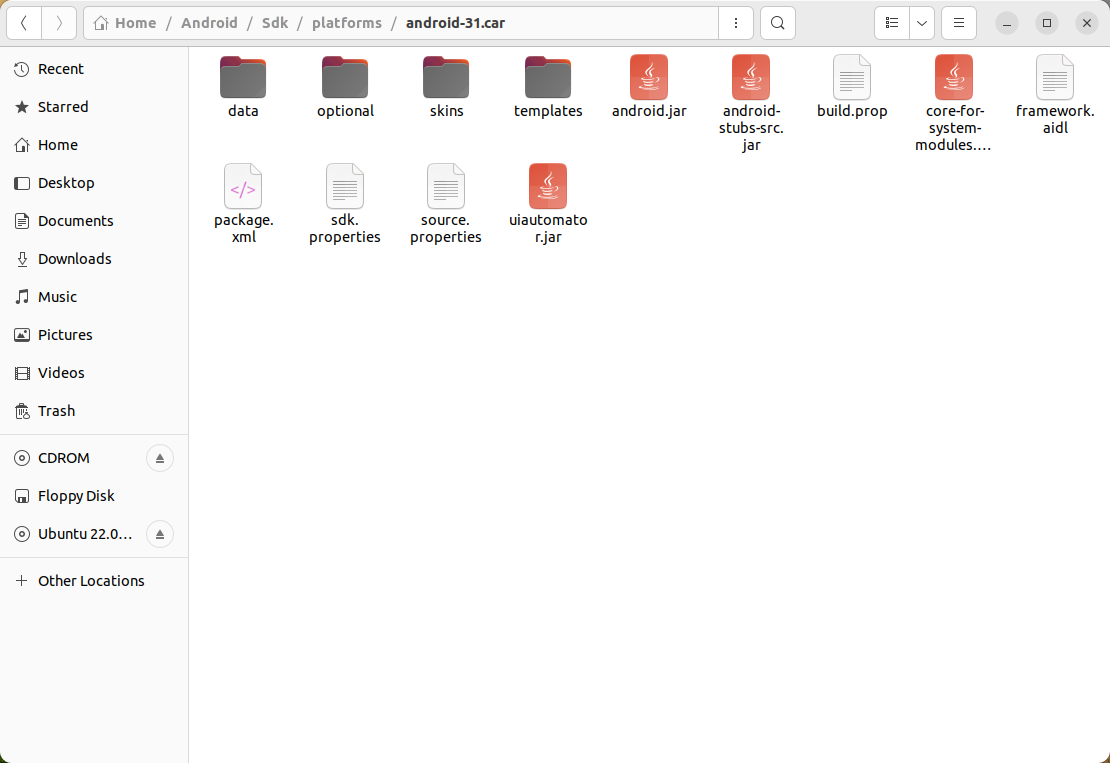 Home / Android / Sdk / platforms / android-31.car
Recent
Starred
Home
Desktop
Documents
Downloads
Music
Pictures
Videos
Trash
CDROM
Floppy Disk
Ubuntu 22.0…
Other Locations
data
optional
skins
templates
android.jar
android-
stubs-src.
jar
build.prop
core-for-
system-
modules.…
framework.
aidl
package.
xml
sdk.
properties
source.
properties
uiautomato
r.jar